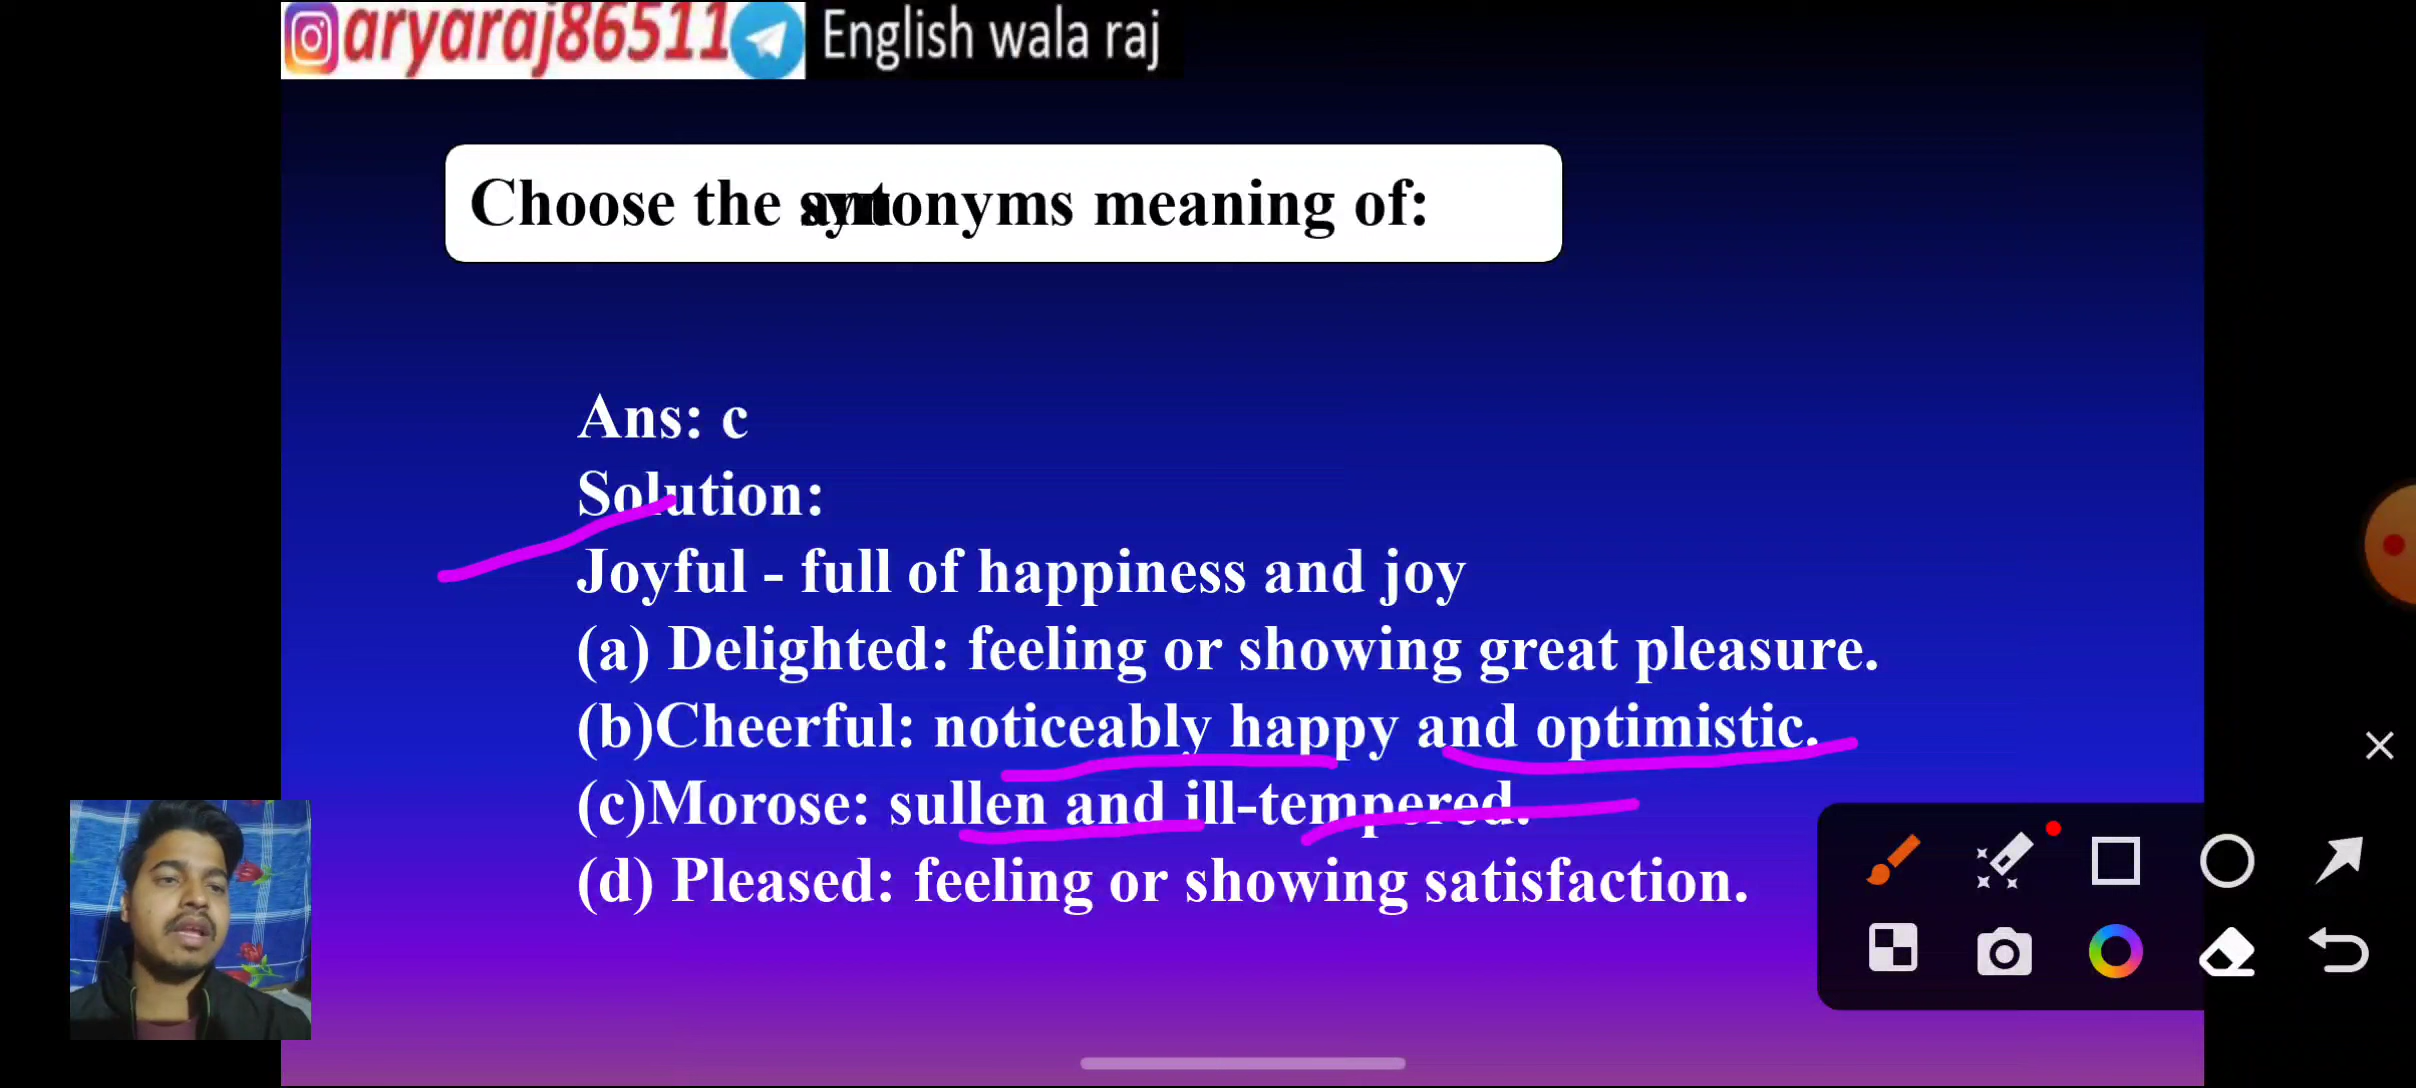 aryaraj86511 English wala raj
Choose the meaning of:
Ans: c
Solution:
Joyful - full of happiness and joy
(a) Delighted: feeling or showing great pleasure.
(b)Cheerful: noticeably happy and optimistic.
(c)Morose: sullen and ill-tempered.
(d) Pleased: feeling or showing satisfaction.